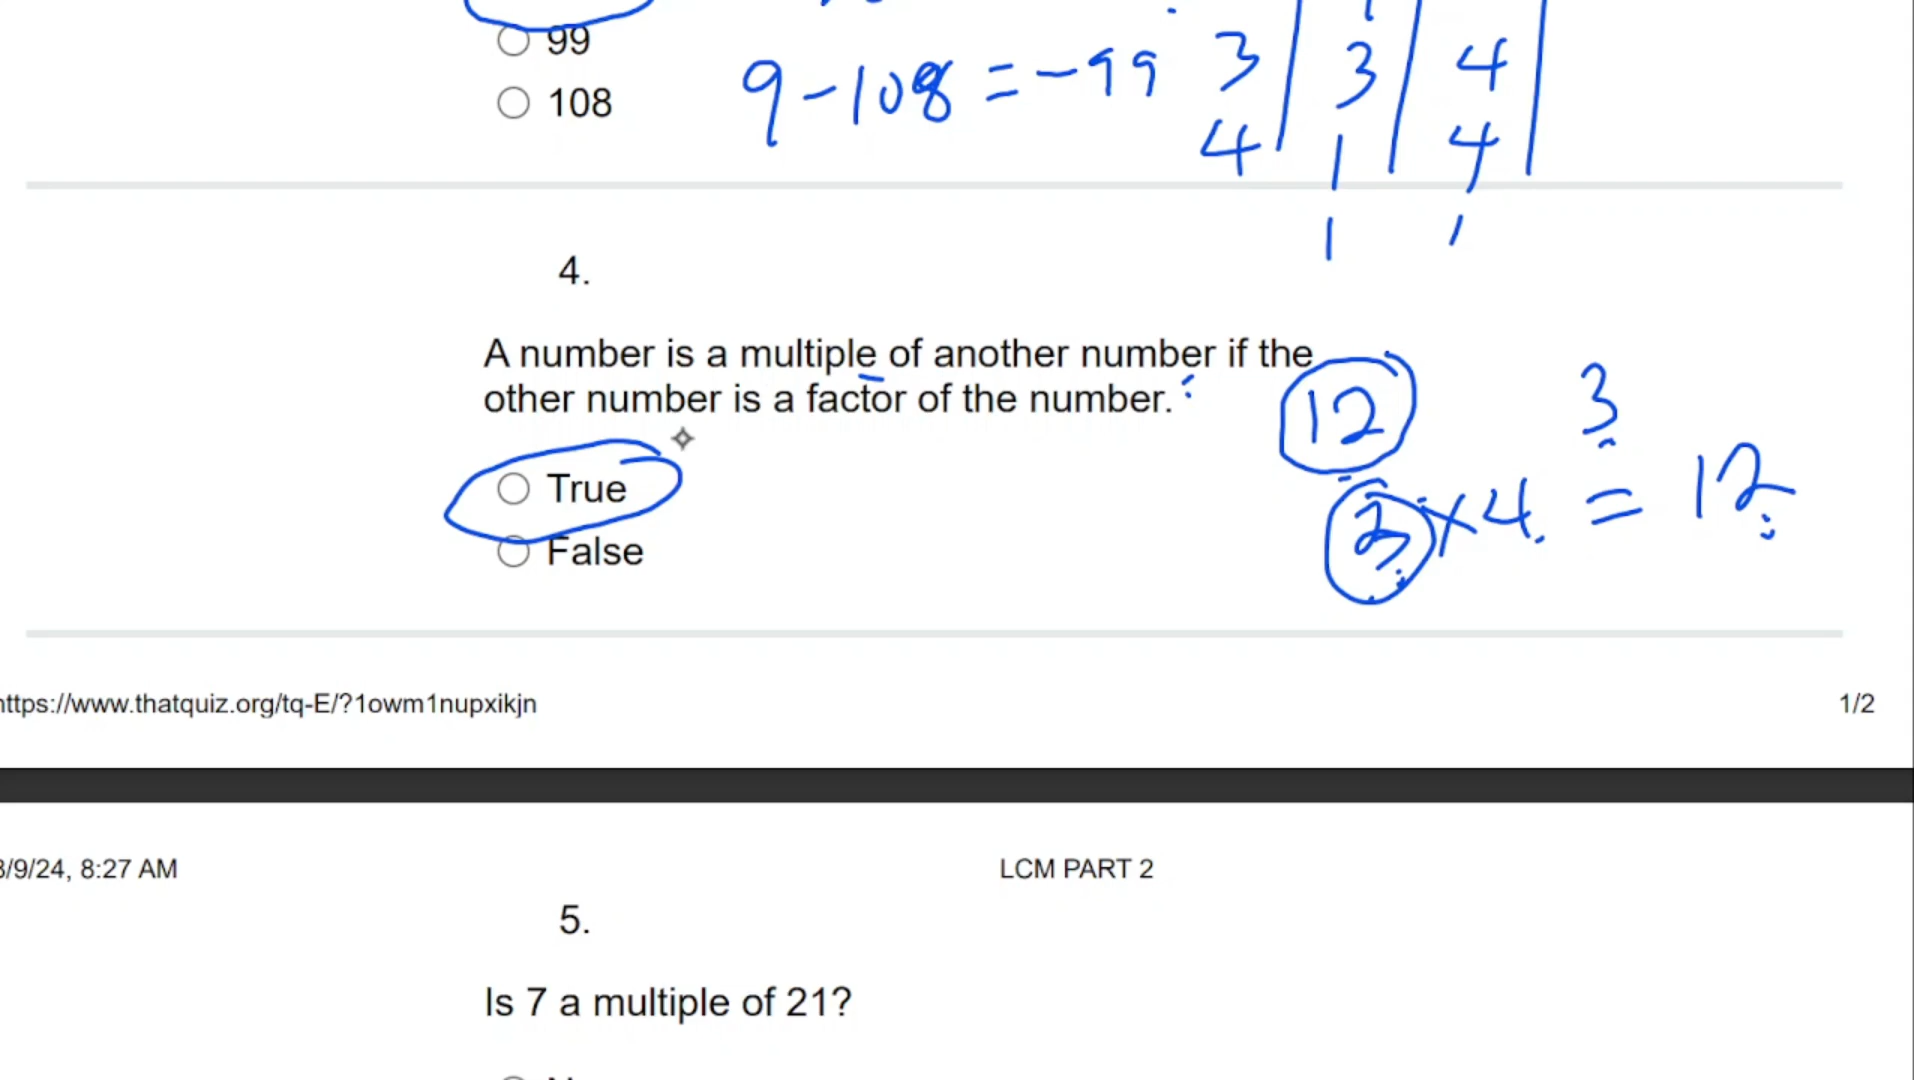 99
108
9-108=-99
3 3 4
4 1 4
1 1
4.
A number is a multiple of another number if the
other number is a factor of the number.
12
3
×4 = 12
True
False
https://www.thatquiz.org/tq-E/?1owm1nupxikjn
1/2
3/9/24, 8:27 AM
LCM PART 2
5.
Is 7 a multiple of 21?